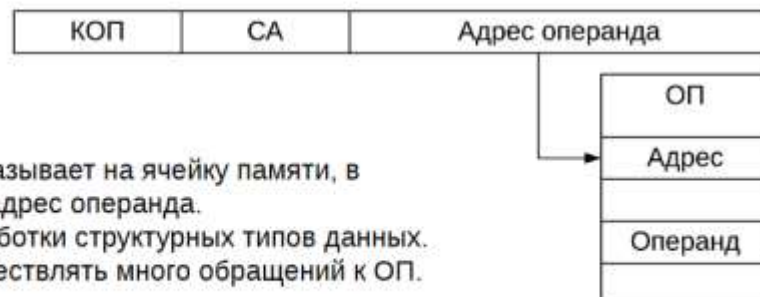 КОП СА Адрес операнда
ОП
азывает на ячейку памяти, в
Адрес
дрес операнда.
ботки структурных типов данных.
Операнд
ествлять много обращений к ОП.